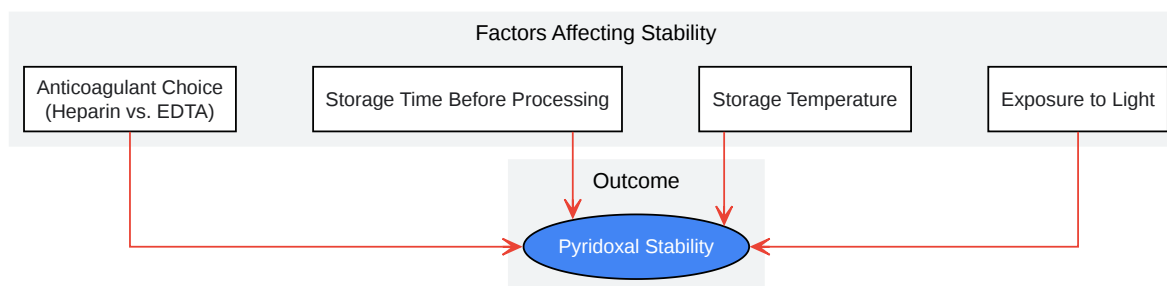 Factors Affecting Stability
Anticoagulant Choice
(Heparin vs. EDTA)
Storage Time Before Processing
Storage Temperature
Exposure to Light
Outcome
Pyridoxal Stability